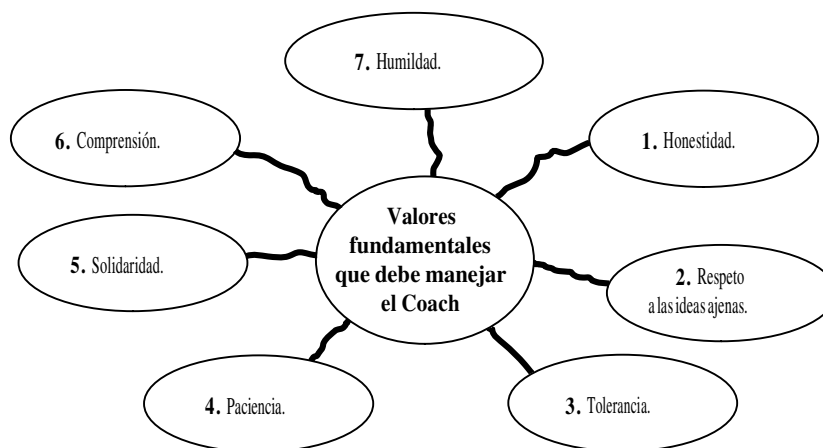 7. Humildad.
6. Comprensión.
1. Honestidad.
Valores
fundamentales
que debe manejar
el Coach
5. Solidaridad.
2. Respeto
a las ideas ajenas.
4. Paciencia.
3. Tolerancia.